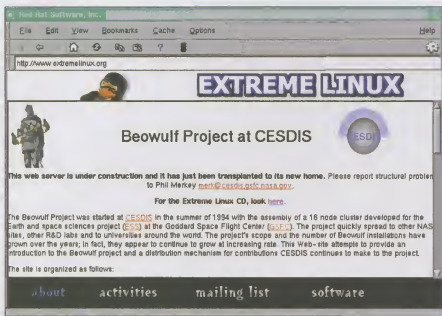 Red Hat Software, Inc.
File Edit View Bookmarks Cache Options Help
http://www.extremelinux.org
EXTREME LINUX
Beowulf Project at CESDIS
CESDI
This web server is under construction and it has just been transplanted to its new home. Please report structural problem
to Phil Merkey merk@cesdis.gsfc.nasa.gov.
For the Extreme Linux CD, look here.
The Beowulf Project was started at CESDIS in the summer of 1994 with the assembly of a 16 node cluster developed for the
Earth and space sciences project (ESS) at the Goddard Space Flight Center (GSFC). The project quickly spread to other NAS
sites, other R&D labs and to universities around the world. The project's scope and the number of Beowulf installations have
grown over the years; in fact, they appear to continue to grow at increasing rate. This Web-site attempts to provide an
introduction to the Beowulf project and a distribution mechanism for contributions CESDIS continues to make to the project.
The site is organized as follows:
about activities mailing list software